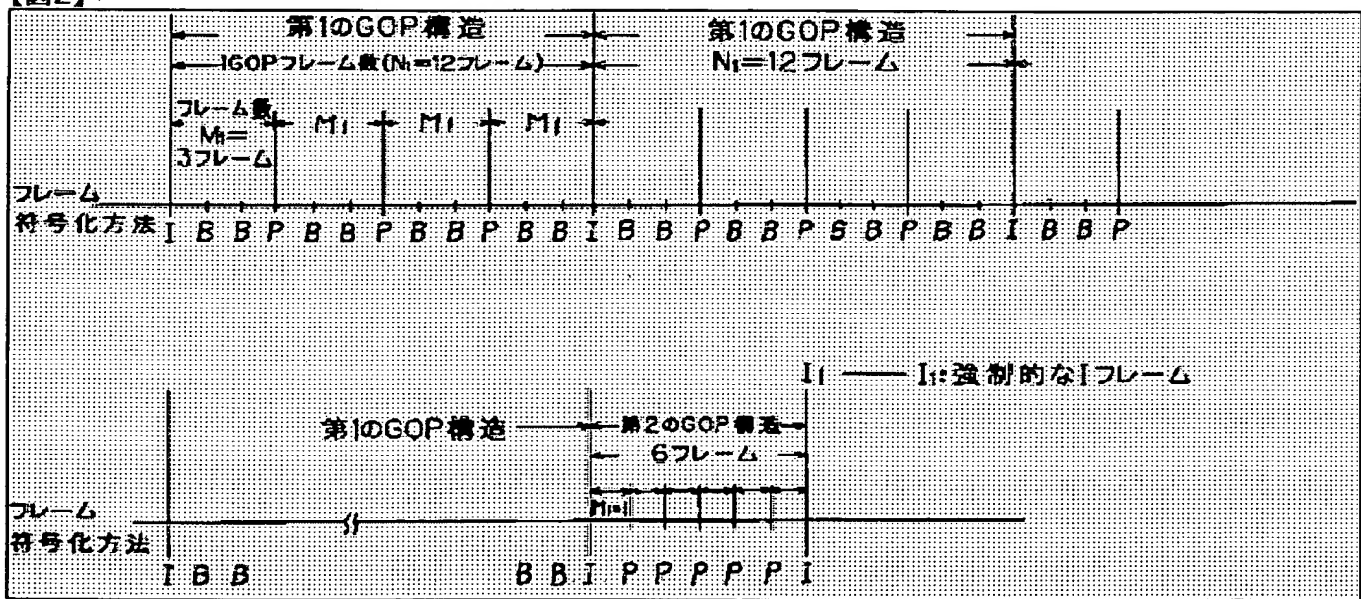 【図2】
第1のGOP構造 第1のGOP構造
1GOPフレーム数(N1=12フレーム) N1=12フレーム
フレーム数 M1 M1 M1
M1=
3フレーム
フレーム
符号化方法 I B B P B B P B B P B B I B B P B B P B B P B B I B B P
I1 I1:強制的なIフレーム
第1のGOP構造 第2のGOP構造
6フレーム
M1=1
フレーム
符号化方法
I B B B B I P P P P P I